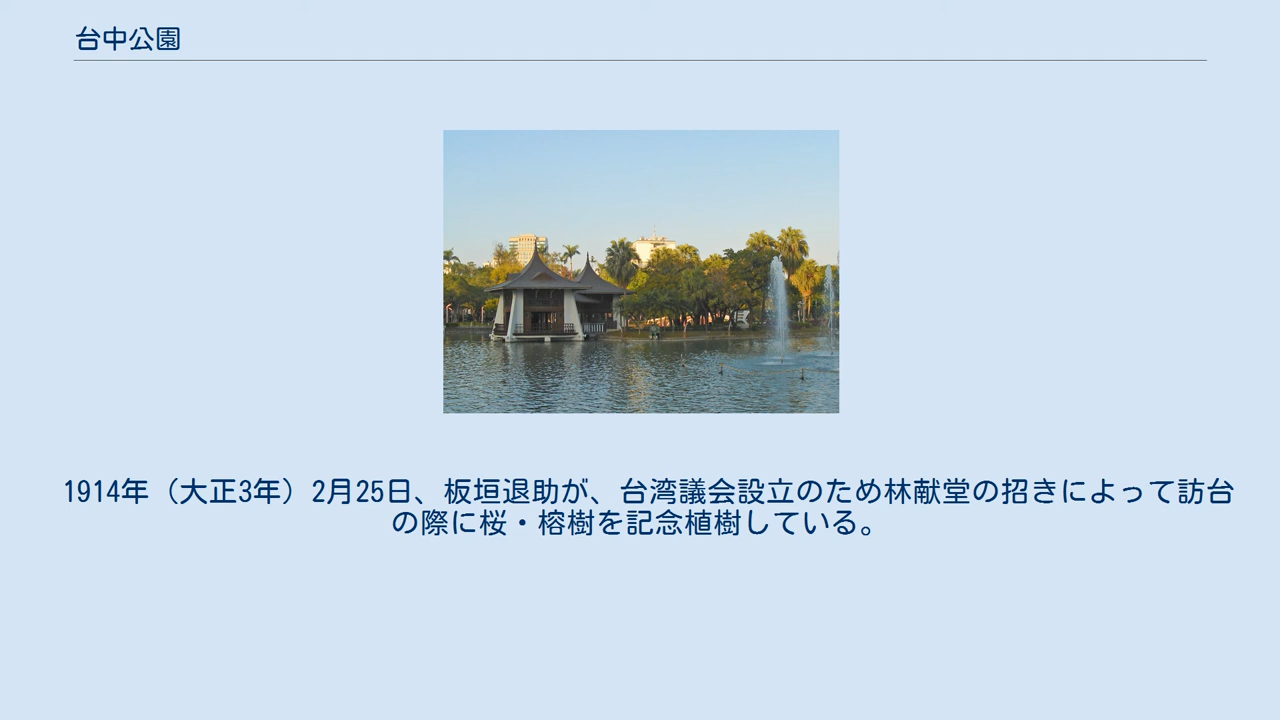 台中公園
1914年（大正3年）2月25日、板垣退助が、台湾議会設立のため林献堂の招きによって訪台
の際に桜・榕樹を記念植樹している。